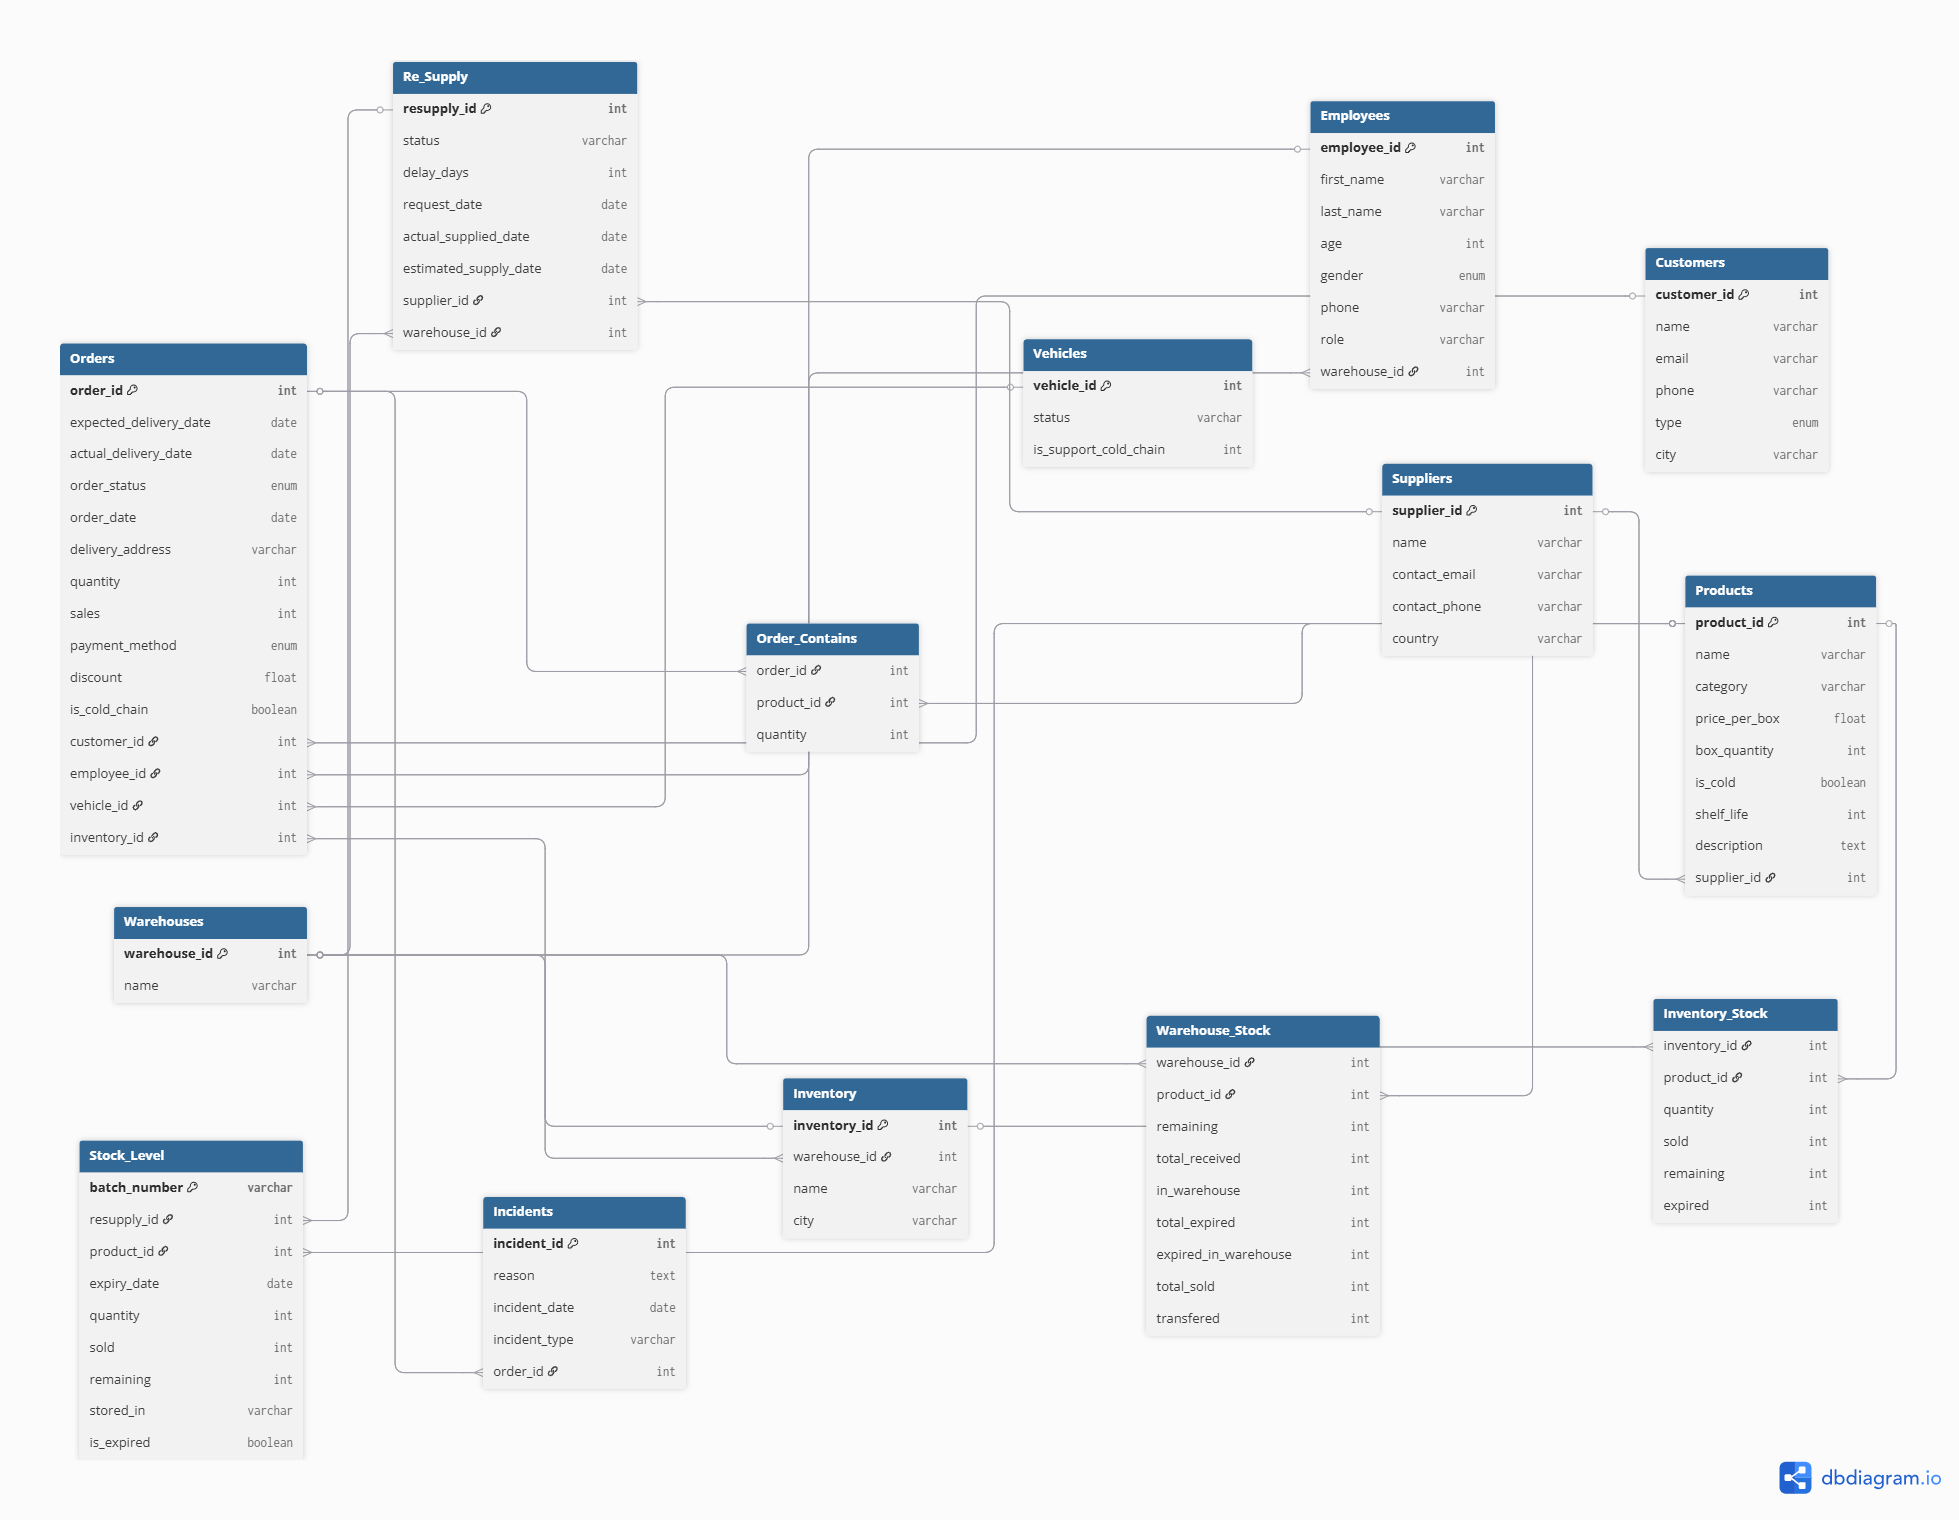 Re_Supply
resupply_id int
status varchar
delay_days int
request_date date
actual_supplied_date date
estimated_supply_date date
supplier_id int
warehouse_id int
Employees
employee_id int
first_name varchar
last_name varchar
age int
gender enum
phone varchar
role varchar
warehouse_id int
Customers
customer_id int
name varchar
email varchar
phone varchar
type enum
city varchar
Orders
order_id int
expected_delivery_date date
actual_delivery_date date
order_status enum
order_date date
delivery_address varchar
quantity int
sales int
payment_method enum
discount float
is_cold_chain boolean
customer_id int
employee_id int
vehicle_id int
inventory_id int
Vehicles
vehicle_id int
status varchar
is_support_cold_chain int
Suppliers
supplier_id int
name varchar
contact_email varchar
contact_phone varchar
country varchar
Products
product_id int
name varchar
category varchar
price_per_box float
box_quantity int
is_cold boolean
shelf_life int
description text
supplier_id int
Order_Contains
order_id int
product_id int
quantity int
Warehouses
warehouse_id int
name varchar
Warehouse_Stock
warehouse_id int
product_id int
remaining int
total_received int
in_warehouse int
total_expired int
expired_in_warehouse int
total_sold int
transfered int
Inventory_Stock
inventory_id int
product_id int
quantity int
sold int
remaining int
expired int
Inventory
inventory_id int
warehouse_id int
name varchar
city varchar
Stock_Level
batch_number varchar
resupply_id int
product_id int
expiry_date date
quantity int
sold int
remaining int
stored_in varchar
is_expired boolean
Incidents
incident_id int
reason text
incident_date date
incident_type varchar
order_id int
dbdiagram.io